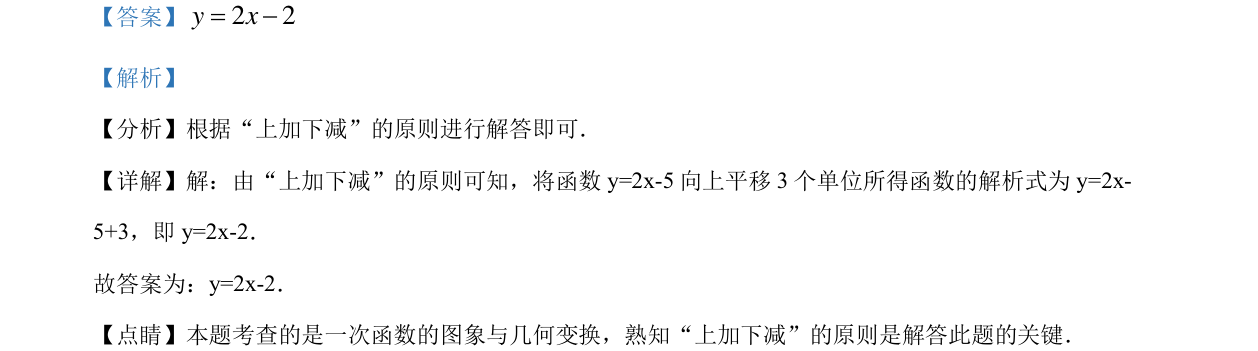 【答案】y = 2x − 2
【解析】
【分析】根据“上加下减”的原则进行解答即可．
【详解】解：由“上加下减”的原则可知，将函数 y=2x-5 向上平移 3 个单位所得函数的解析式为 y=2x-
5+3，即 y=2x-2．
故答案为：y=2x-2．
【点睛】本题考查的是一次函数的图象与几何变换，熟知“上加下减”的原则是解答此题的关键．